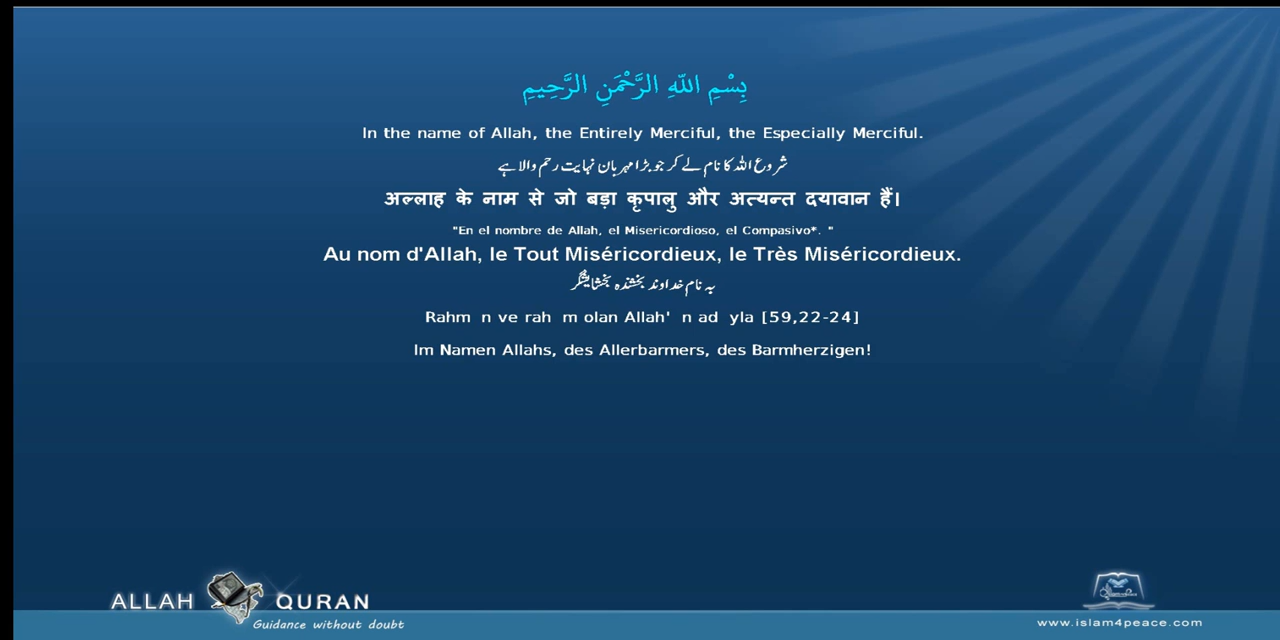 بِسْمِ اللّهِ الرَّحْمَنِ الرَّحِيمِ
In the name of Allah, the Entirely Merciful, the Especially Merciful.
شروع الله کا نام لے کر جو بڑا مہربان نہایت رحم والا ہے
अल्लाह के नाम से जो बड़ा कृपालु और अत्यन्त दयावान हैं।
"En el nombre de Allah, el Misericordioso, el Compasivo*. "
Au nom d'Allah, le Tout Miséricordieux, le Très Miséricordieux.
به نام خداوند بخشنده بخشایشگر
Rahm n ve rah m olan Allah' n ad yla [59,22-24]
Im Namen Allahs, des Allerbarmers, des Barmherzigen!
ALLAH QURAN
Guidance without doubt
www.islam4peace.com